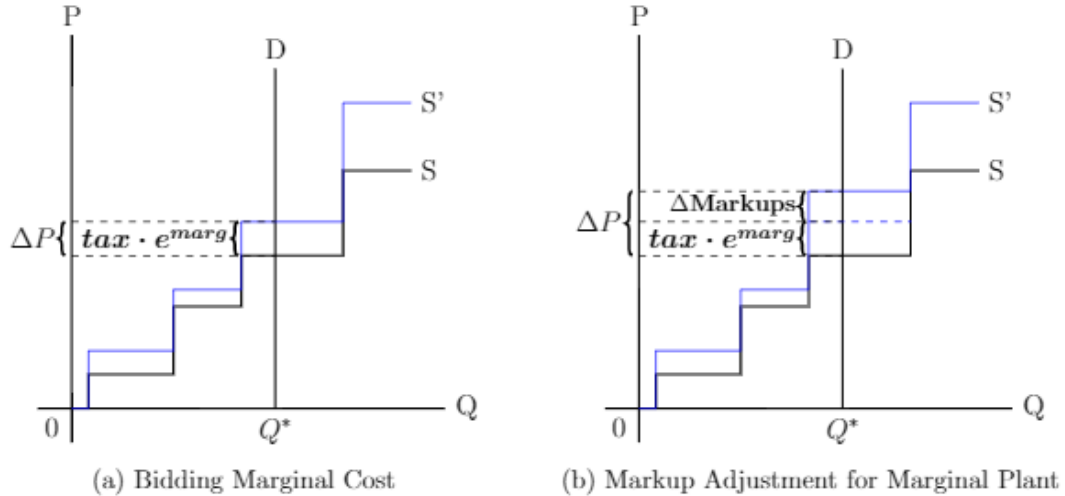 P
D
S'
S
ΔP{ tax · e^marg{
0
Q*
Q
(a) Bidding Marginal Cost
P
D
S'
S
ΔMarkups{
ΔP{ tax · e^marg{
0
Q*
Q
(b) Markup Adjustment for Marginal Plant